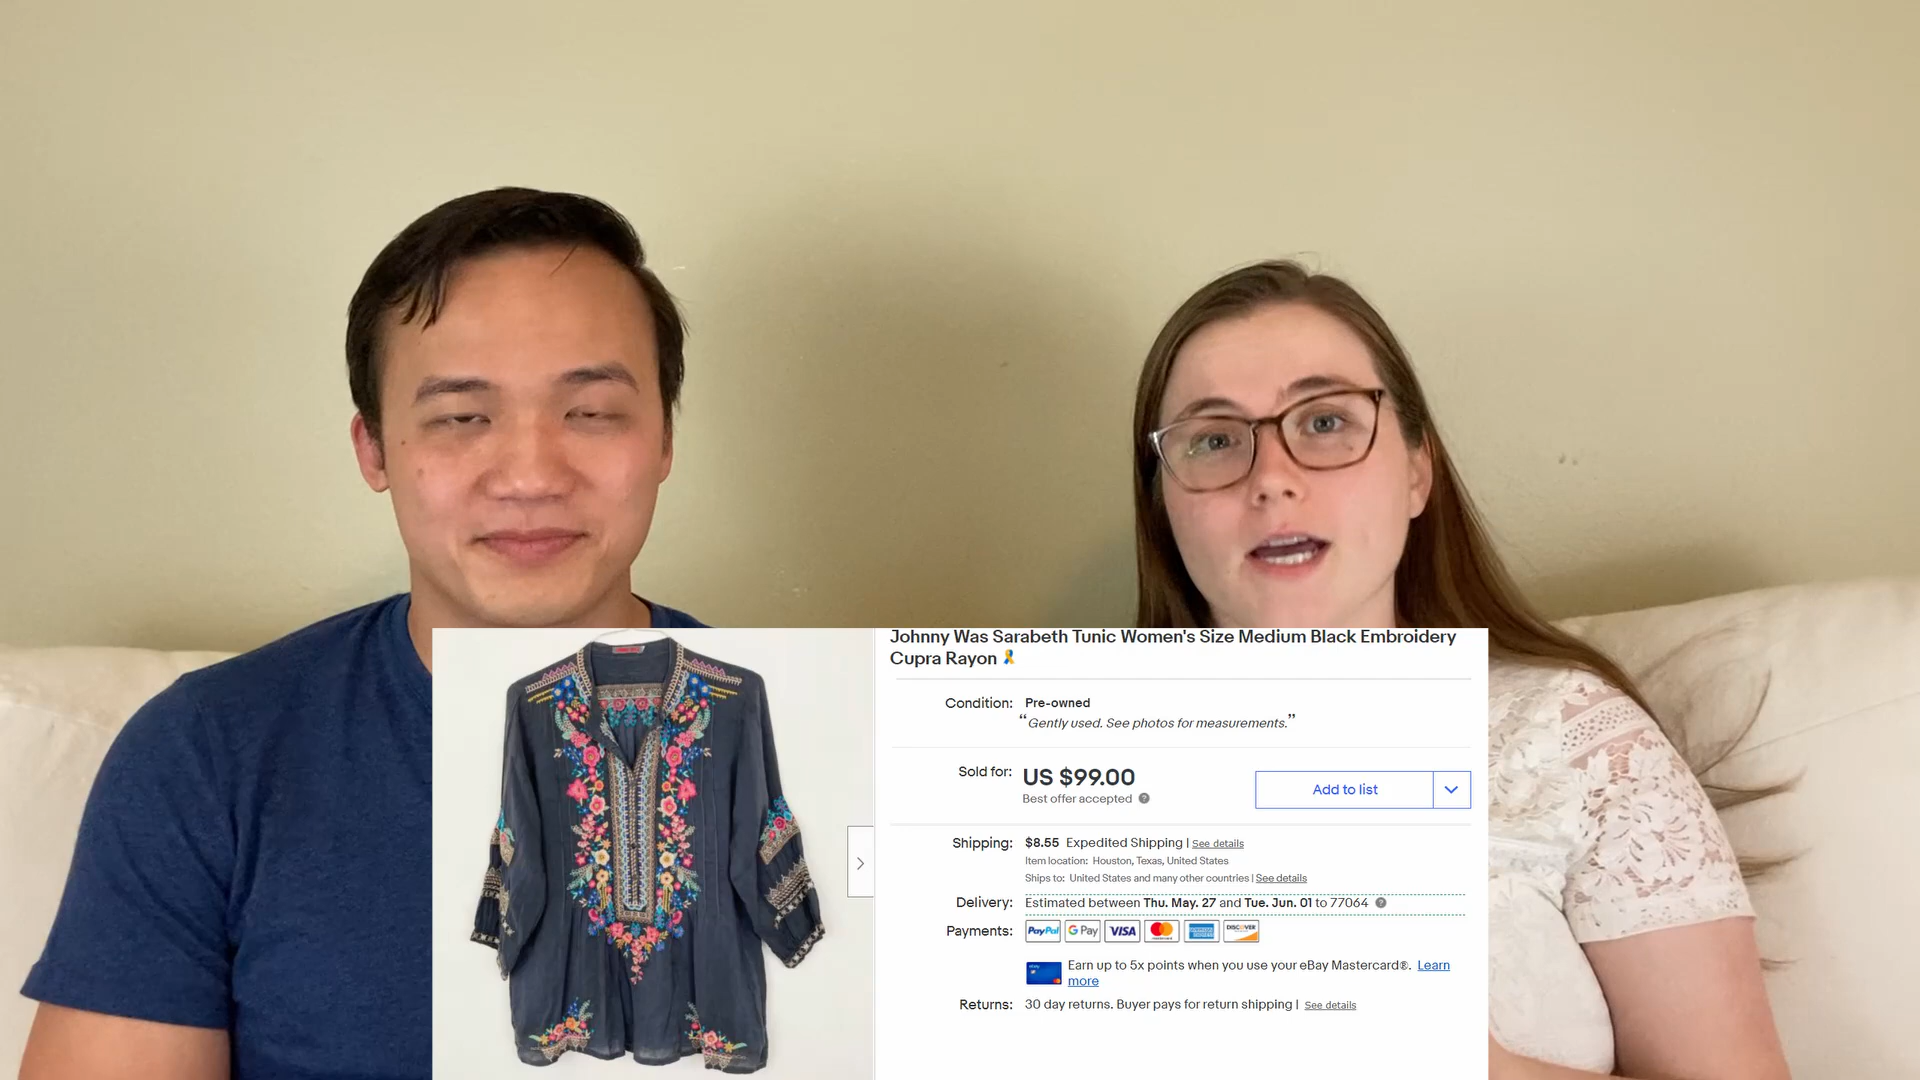 Johnny Was Sarabeth Tunic Women's Size Medium Black Embroidery
Cupra Rayon
Condition: Pre-owned
“Gently used. See photos for measurements.”
Sold for: US $99.00
Best offer accepted
Add to list
Shipping: $8.55 Expedited Shipping | See details
Item location: Houston, Texas, United States
Ships to: United States and many other countries | See details
Delivery: Estimated between Thu. May. 27 and Tue. Jun. 01 to 77064
Payments: PayPal G Pay VISA DISCOVER
Earn up to 5x points when you use your eBay Mastercard®. Learn
more
Returns: 30 day returns. Buyer pays for return shipping | See details